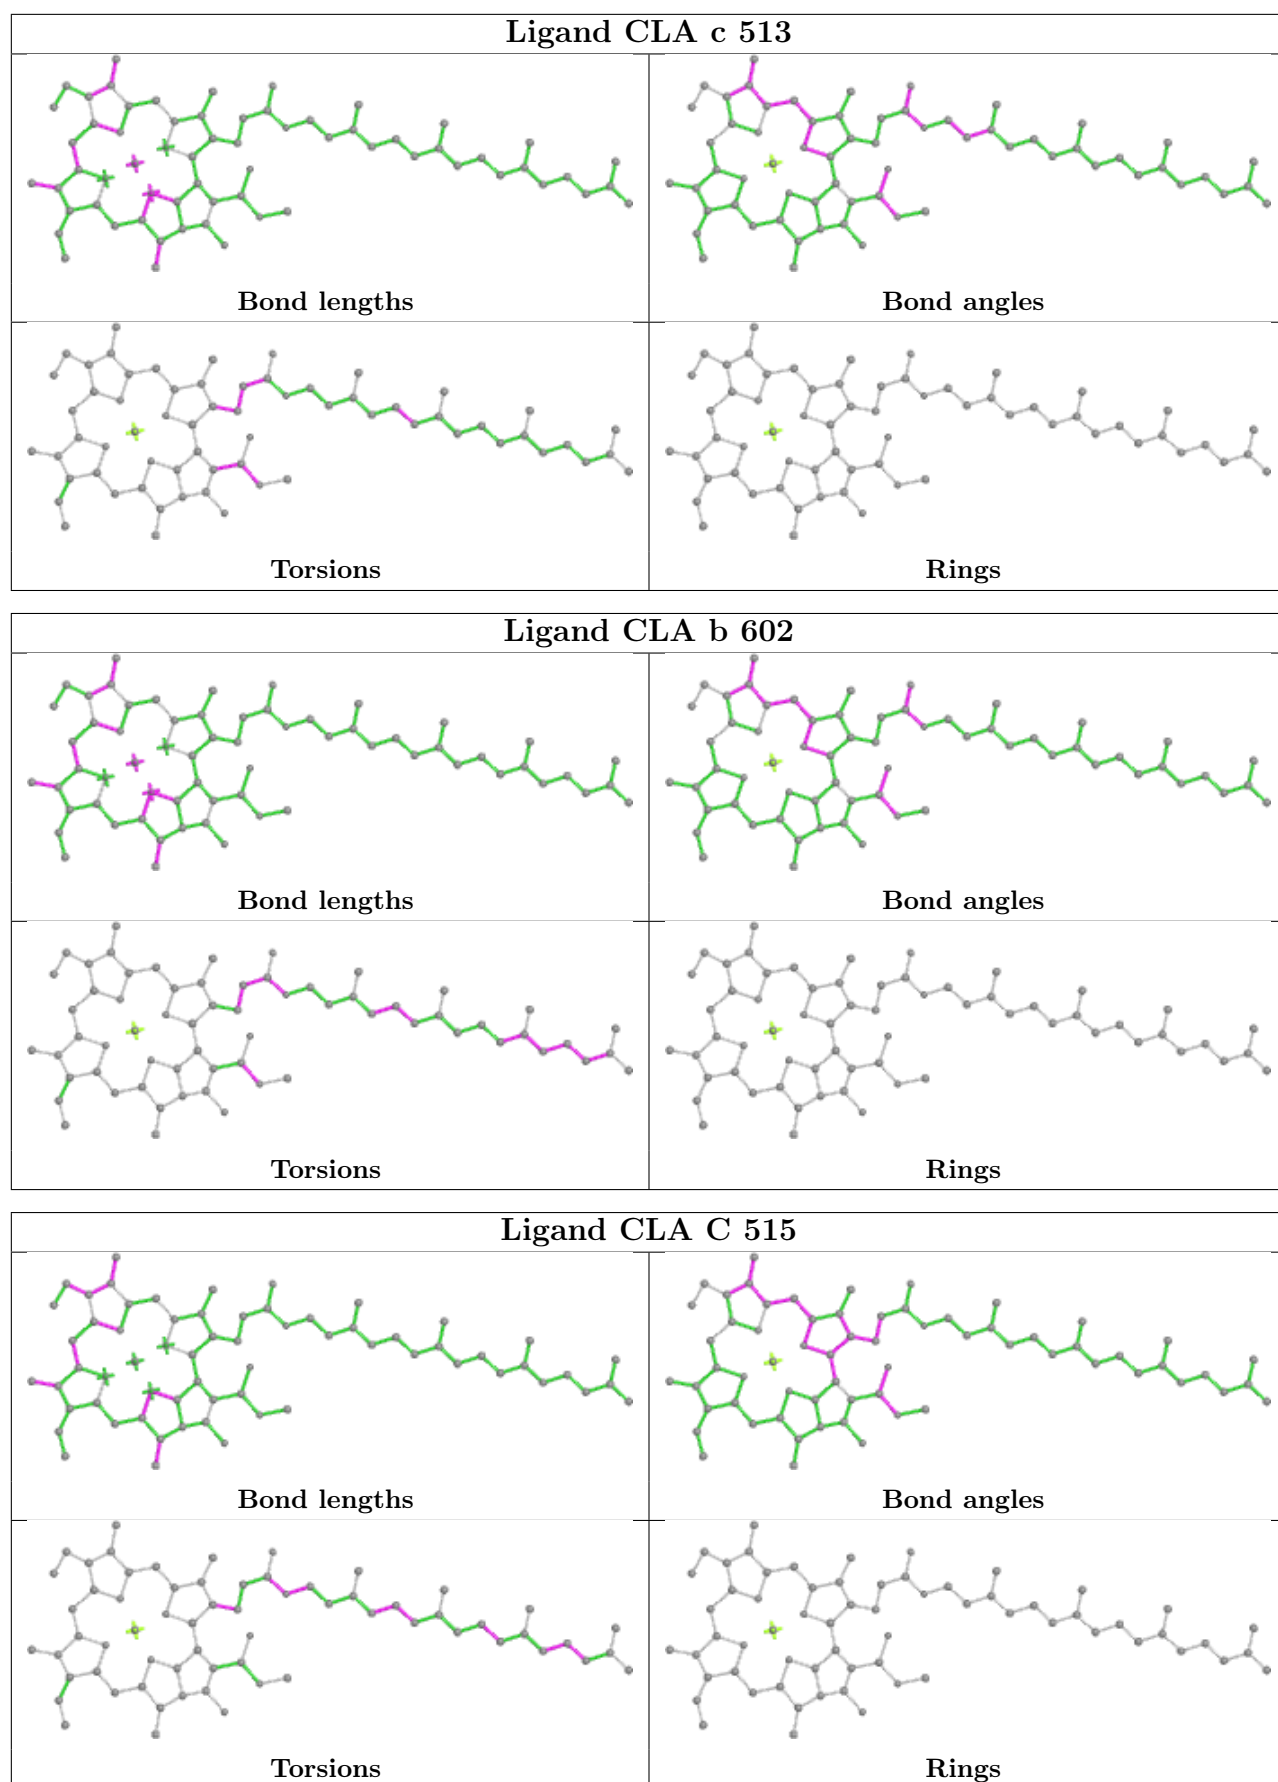 Ligand CLA c 513
Bond lengths
Bond angles
Torsions
Rings
Ligand CLA b 602
Bond lengths
Bond angles
Torsions
Rings
Ligand CLA C 515
Bond lengths
Bond angles
Torsions
Rings